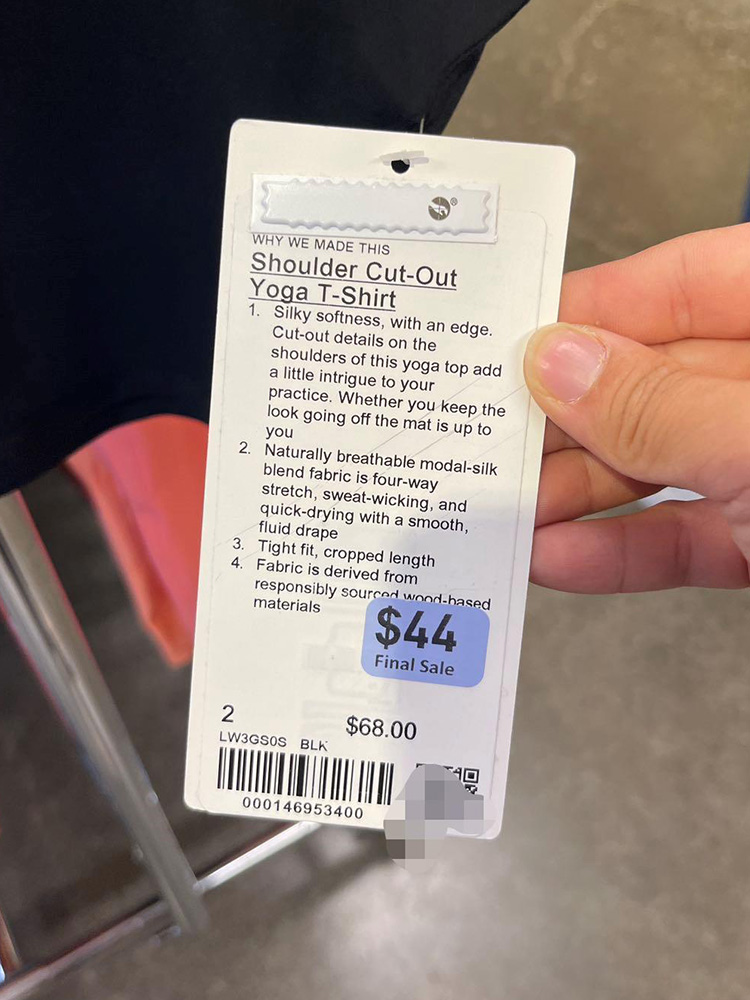 ®
WHY WE MADE THIS
Shoulder Cut-Out
Yoga T-Shirt
1. Silky softness, with an edge.
Cut-out details on the
shoulders of this yoga top add
a little intrigue to your
practice. Whether you keep the
look going off the mat is up to
you
2. Naturally breathable modal-silk
blend fabric is four-way
stretch, sweat-wicking, and
quick-drying with a smooth,
fluid drape
3. Tight fit, cropped length
4. Fabric is derived from
responsibly sourced wood-based
materials
$44
Final Sale
2
$68.00
LW3GS0S BLK
000146953400